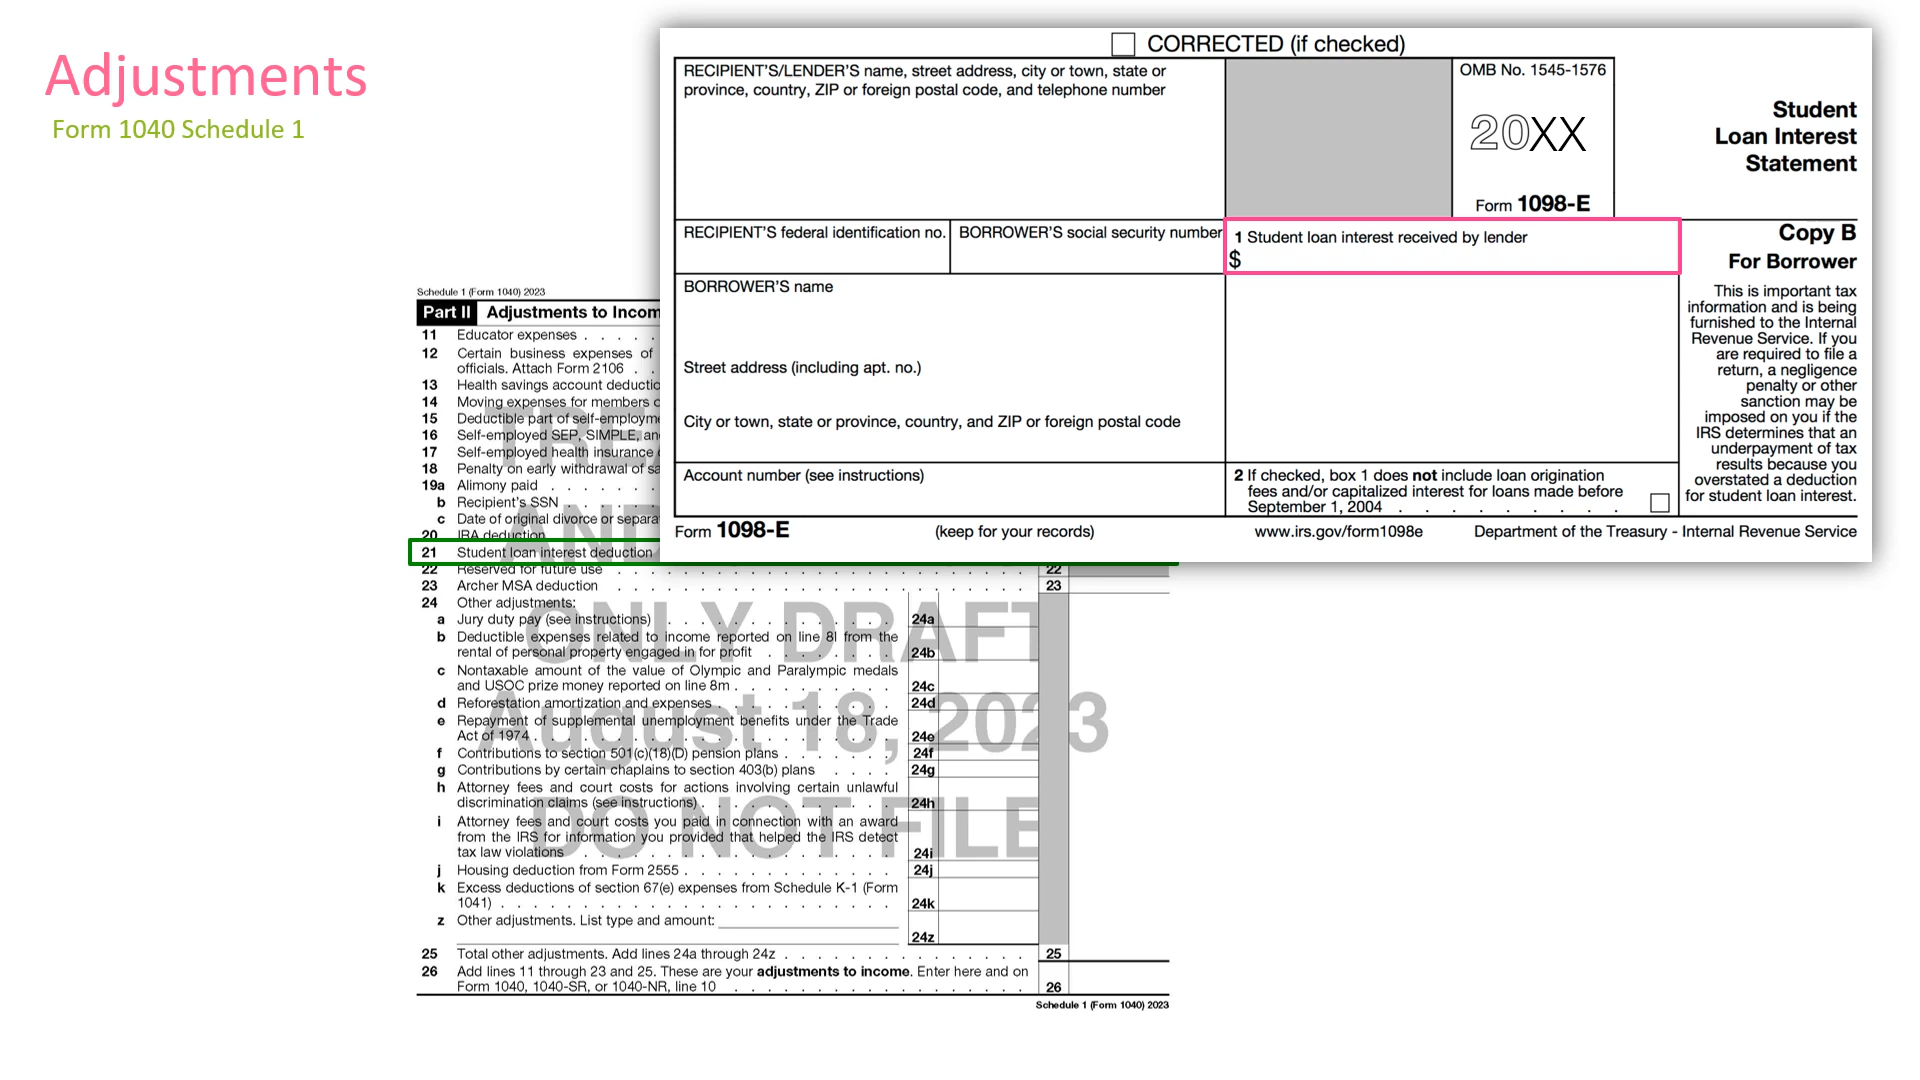 Adjustments
Form 1040 Schedule 1
CORRECTED (if checked)
RECIPIENT'S/LENDER'S name, street address, city or town, state or
province, country, ZIP or foreign postal code, and telephone number
OMB No. 1545-1576
20XX
Form 1098-E
Student
Loan Interest
Statement
RECIPIENT'S federal identification no.
BORROWER'S social security number
1 Student loan interest received by lender
$
Copy B
For Borrower
BORROWER'S name
Street address (including apt. no.)
City or town, state or province, country, and ZIP or foreign postal code
This is important tax
information and is being
furnished to the Internal
Revenue Service. If you
are required to file a
return, a negligence
penalty or other
sanction may be
imposed on you if the
IRS determines that an
underpayment of tax
results because you
overstated a deduction
for student loan interest.
Account number (see instructions)
2 If checked, box 1 does not include loan origination
fees and/or capitalized interest for loans made before
September 1, 2004 . . . . . . . . .
Form 1098-E (keep for your records) www.irs.gov/form1098e Department of the Treasury - Internal Revenue Service
Schedule 1 (Form 1040) 2023
Part II Adjustments to Incom
11 Educator expenses . . . . .
12 Certain business expenses of
officials. Attach Form 2106 . .
13 Health savings account deductio
14 Moving expenses for members o
15 Deductible part of self-employme
16 Self-employed SEP, SIMPLE, an
17 Self-employed health insurance
18 Penalty on early withdrawal of sa
19a Alimony paid . . . . . . .
b Recipient's SSN . . . . . .
c Date of original divorce or separa
20 IRA deduction
21 Student loan interest deduction
22 Reserved for future use . . . . . . . . . . . . . . . . . . . . . . . . . 22
23 Archer MSA deduction . . . . . . . . . . . . . . . . . . . . . . . . . 23
24 Other adjustments:
a Jury duty pay (see instructions) . . . . . . . . . . . . . . 24a
b Deductible expenses related to income reported on line 8l from the
rental of personal property engaged in for profit . . . . . . . . 24b
c Nontaxable amount of the value of Olympic and Paralympic medals
and USOC prize money reported on line 8m . . . . . . . . . . 24c
d Reforestation amortization and expenses . . . . . . . . . . . 24d
e Repayment of supplemental unemployment benefits under the Trade
Act of 1974 . . . . . . . . . . . . . . . . . . . . . 24e
f Contributions to section 501(c)(18)(D) pension plans . . . . . . . 24f
g Contributions by certain chaplains to section 403(b) plans . . . . 24g
h Attorney fees and court costs for actions involving certain unlawful
discrimination claims (see instructions) . . . . . . . . . . . 24h
i Attorney fees and court costs you paid in connection with an award
from the IRS for information you provided that helped the IRS detect
tax law violations . . . . . . . . . . . . . . . . . . 24i
j Housing deduction from Form 2555 . . . . . . . . . . . . . 24j
k Excess deductions of section 67(e) expenses from Schedule K-1 (Form
1041) . . . . . . . . . . . . . . . . . . . . . . . 24k
z Other adjustments. List type and amount:
24z
25 Total other adjustments. Add lines 24a through 24z . . . . . . . . . . . . . . . 25
26 Add lines 11 through 23 and 25. These are your adjustments to income. Enter here and on
Form 1040, 1040-SR, or 1040-NR, line 10 . . . . . . . . . . . . . . . . . . 26
Schedule 1 (Form 1040) 2023
TREA
AND
ONLY DRAFT
August 18, 2023
DO NOT FILE